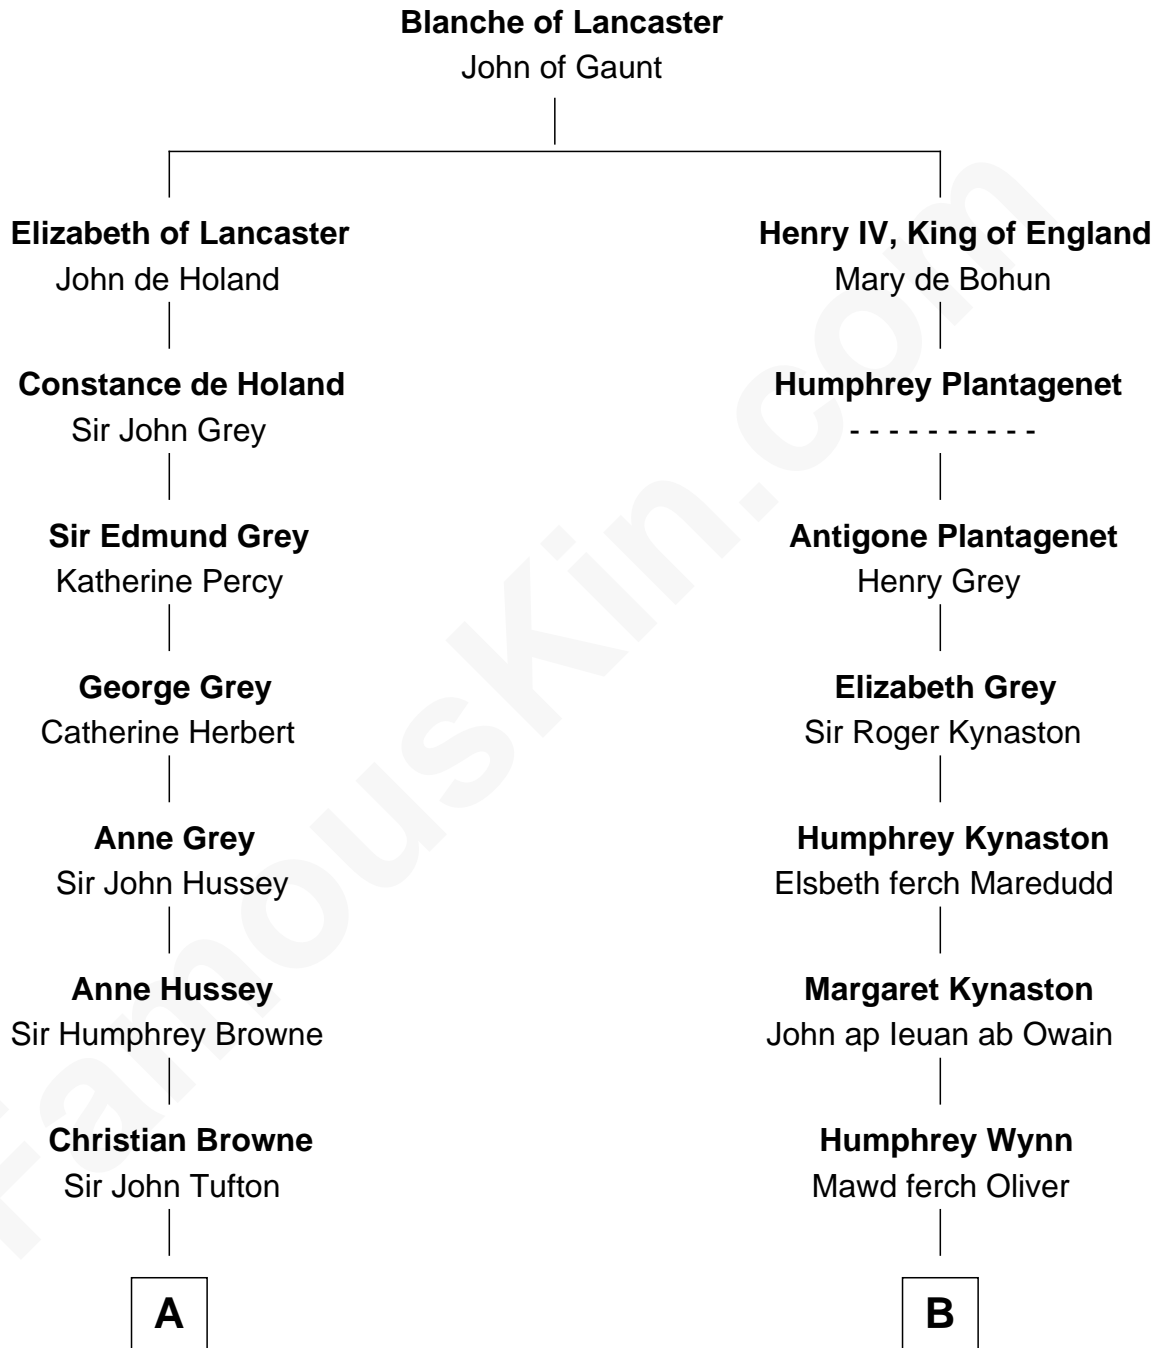 Blanche of Lancaster
John of Gaunt
Elizabeth of Lancaster
John de Holand
Constance de Holand
Sir John Grey
Sir Edmund Grey
Katherine Percy
George Grey
Catherine Herbert
Anne Grey
Sir John Hussey
Anne Hussey
Sir Humphrey Browne
Christian Browne
Sir John Tufton
A
Henry IV, King of England
Mary de Bohun
Humphrey Plantagenet
- - - - - - - - - -
Antigone Plantagenet
Henry Grey
Elizabeth Grey
Sir Roger Kynaston
Humphrey Kynaston
Elsbeth ferch Maredudd
Margaret Kynaston
John ap Ieuan ab Owain
Humphrey Wynn
Mawd ferch Oliver
B
FamousKin.com